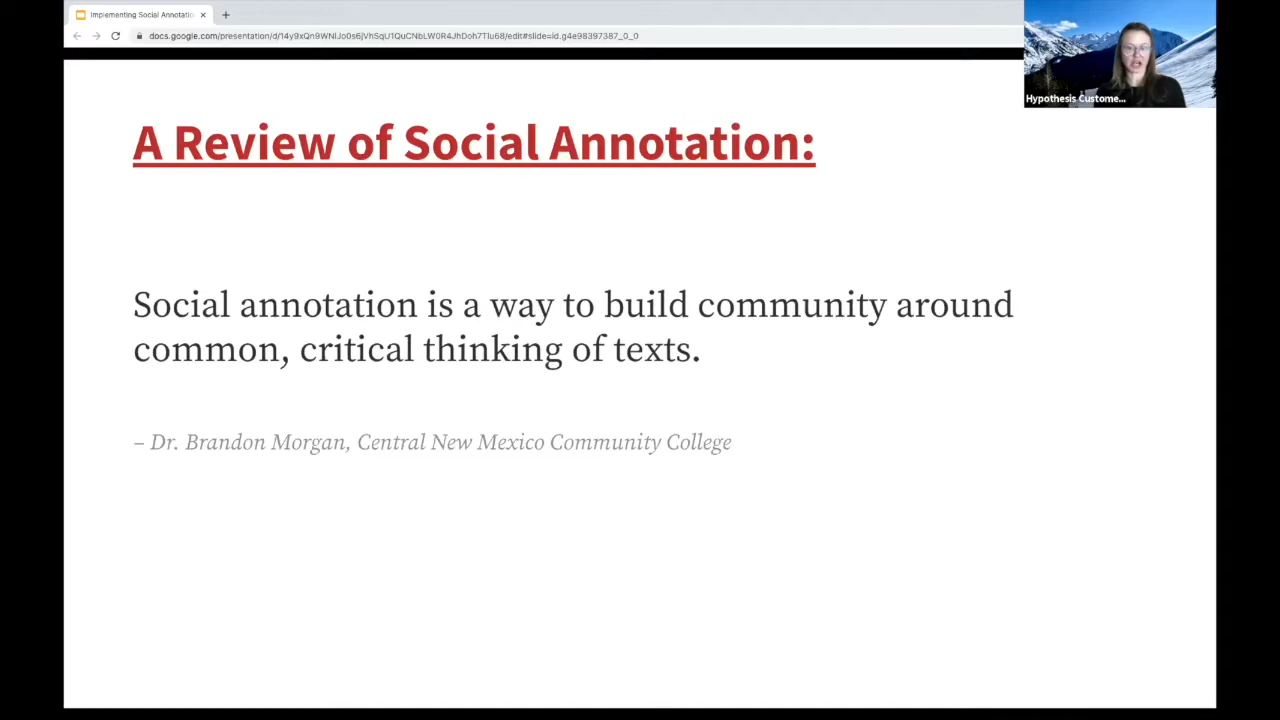 Implementing Social Annotatio
docs.google.com/presentation/d/14y9xQn9WNIJo0s6jVhSqU1QuCNbLW0R4JhDoh7Tlu68/edit#slide=id.g4e98397387_0_0
Hypothesis Custome...
A Review of Social Annotation:
Social annotation is a way to build community around
common, critical thinking of texts.
– Dr. Brandon Morgan, Central New Mexico Community College